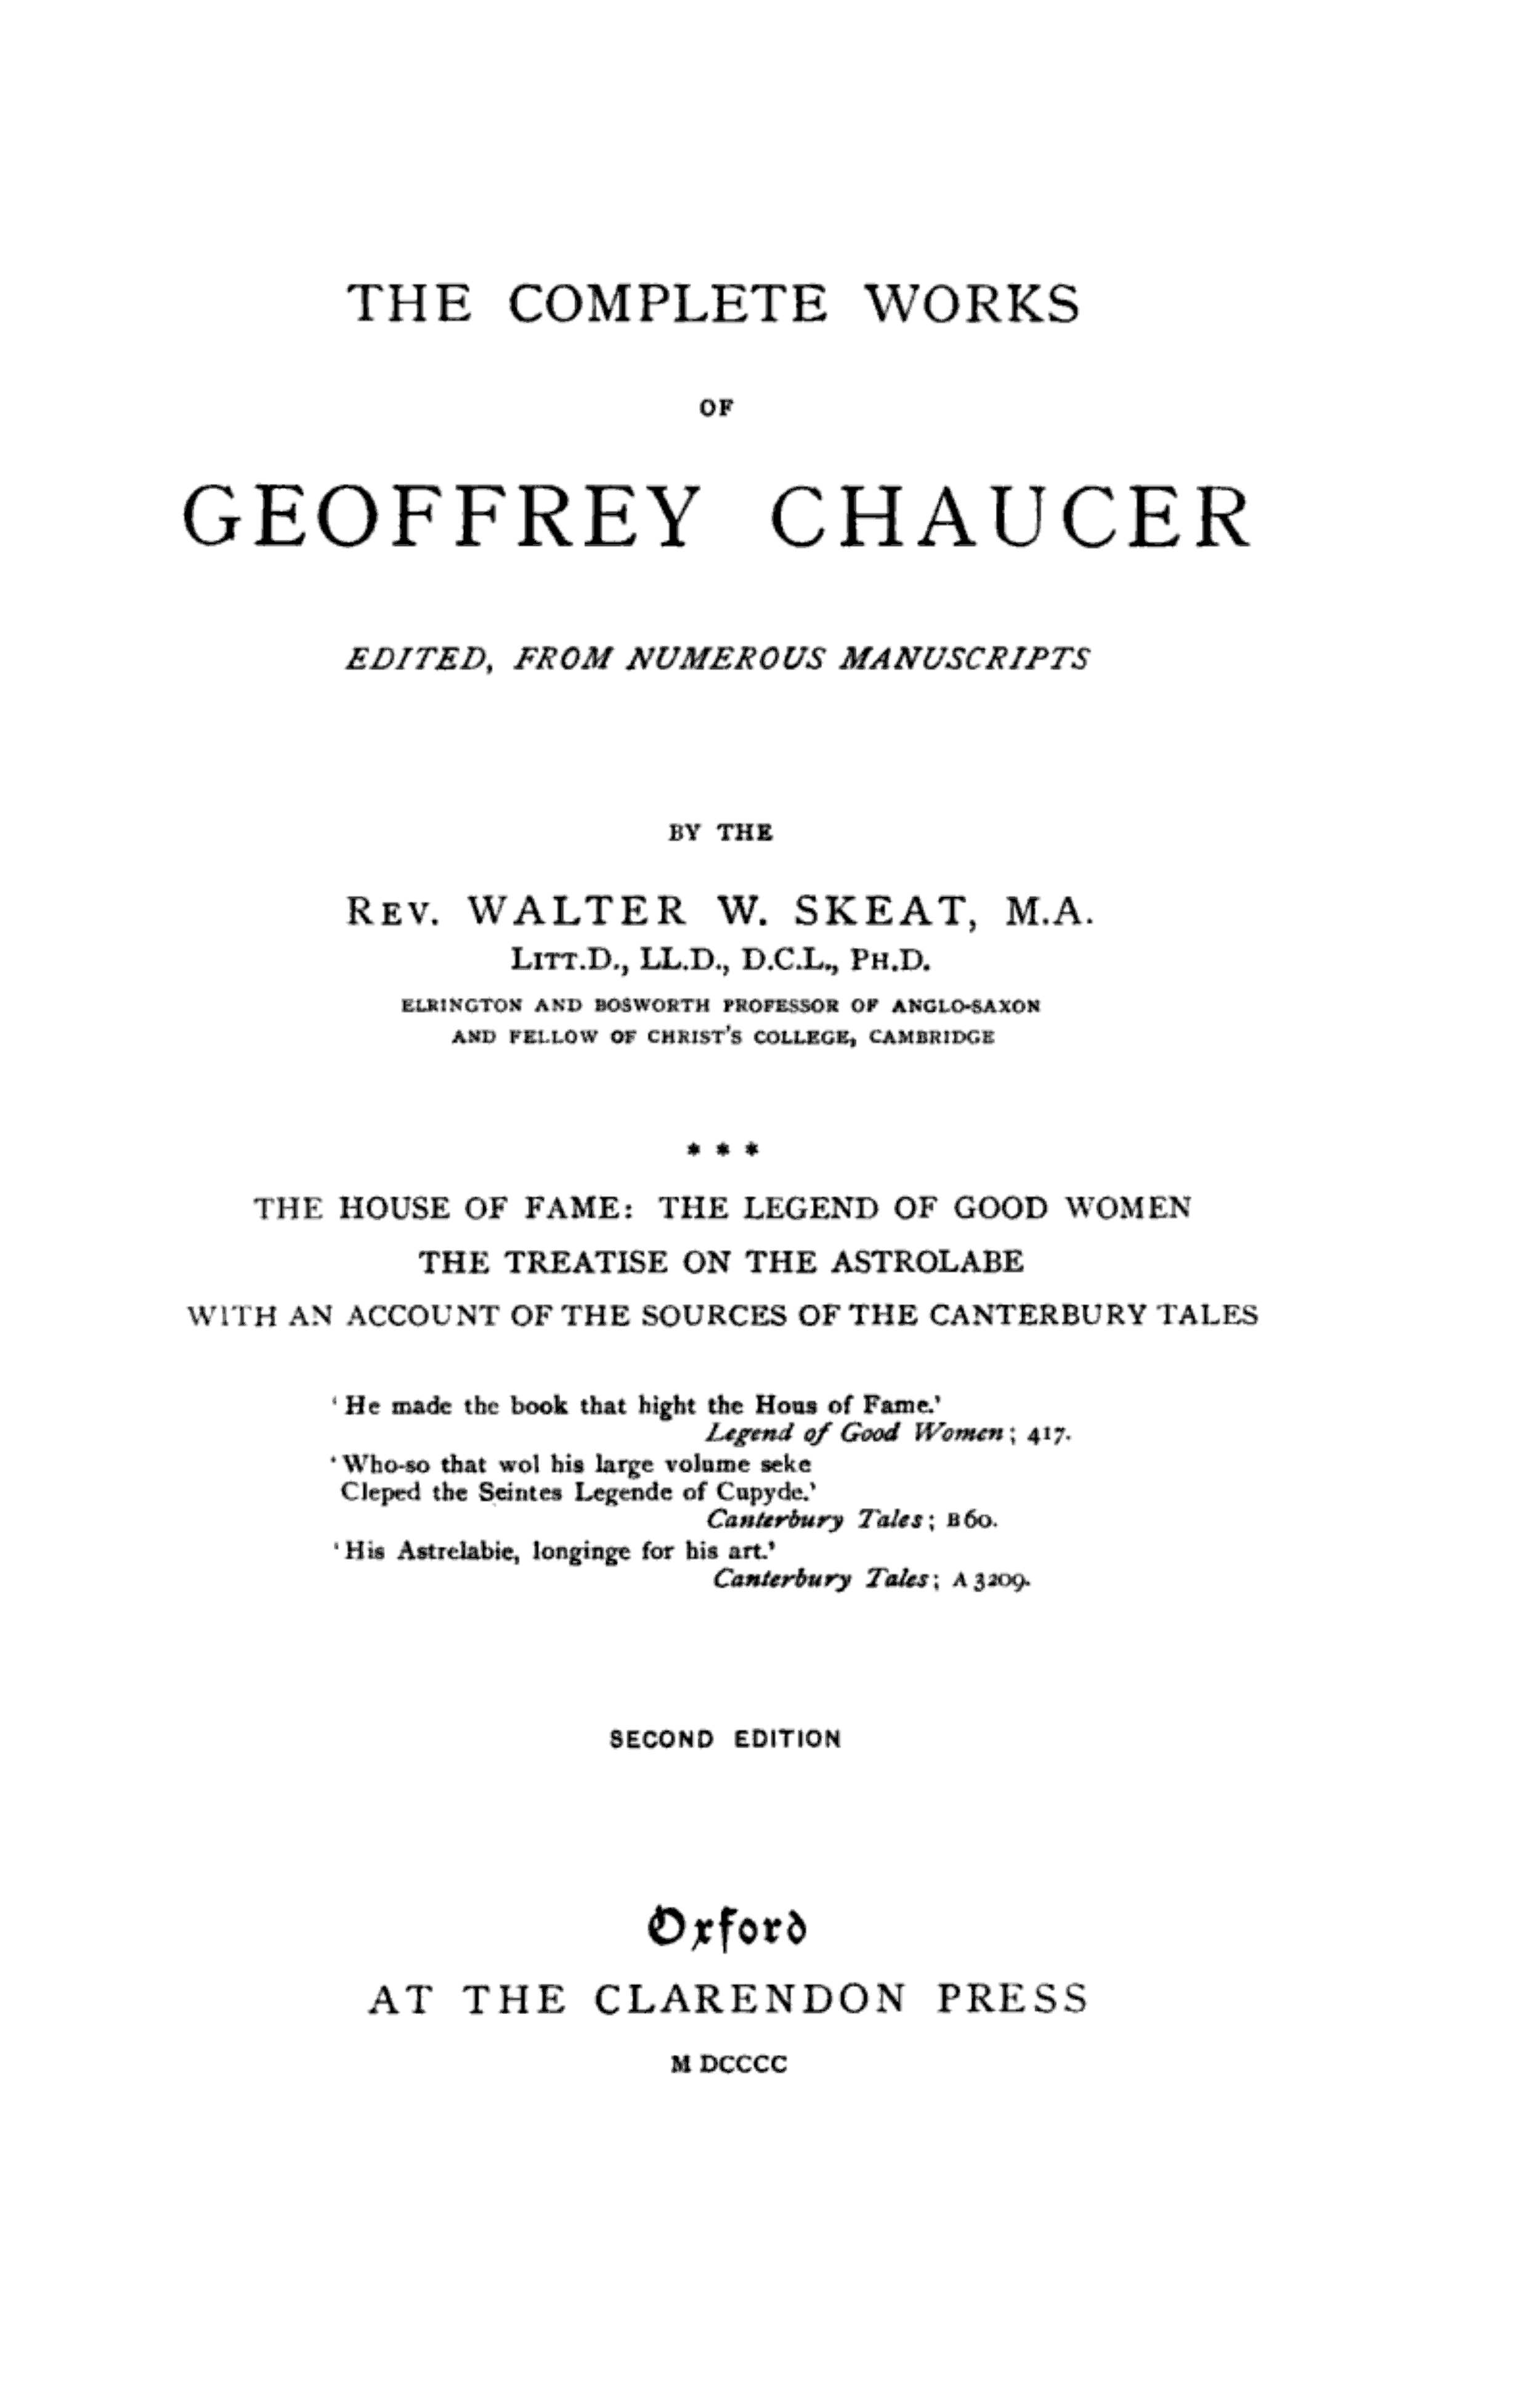 THE COMPLETE WORKS
OF
GEOFFREY CHAUCER
EDITED, FROM NUMEROUS MANUSCRIPTS
BY THE
REV. WALTER W. SKEAT, M.A.
LITT.D., LL.D., D.C.L., PH.D.
ELRINGTON AND BOSWORTH PROFESSOR OF ANGLO-SAXON
AND FELLOW OF CHRIST'S COLLEGE, CAMBRIDGE
* * *
THE HOUSE OF FAME: THE LEGEND OF GOOD WOMEN
THE TREATISE ON THE ASTROLABE
WITH AN ACCOUNT OF THE SOURCES OF THE CANTERBURY TALES
‘He made the book that hight the Hous of Fame.’
Legend of Good Women; 417.
‘Who-so that wol his large volume seke
Cleped the Seintes Legende of Cupyde.’
Canterbury Tales; B 60.
‘His Astrelabie, longinge for his art.’
Canterbury Tales; A 3209.
SECOND EDITION
Oxford
AT THE CLARENDON PRESS
M DCCCC